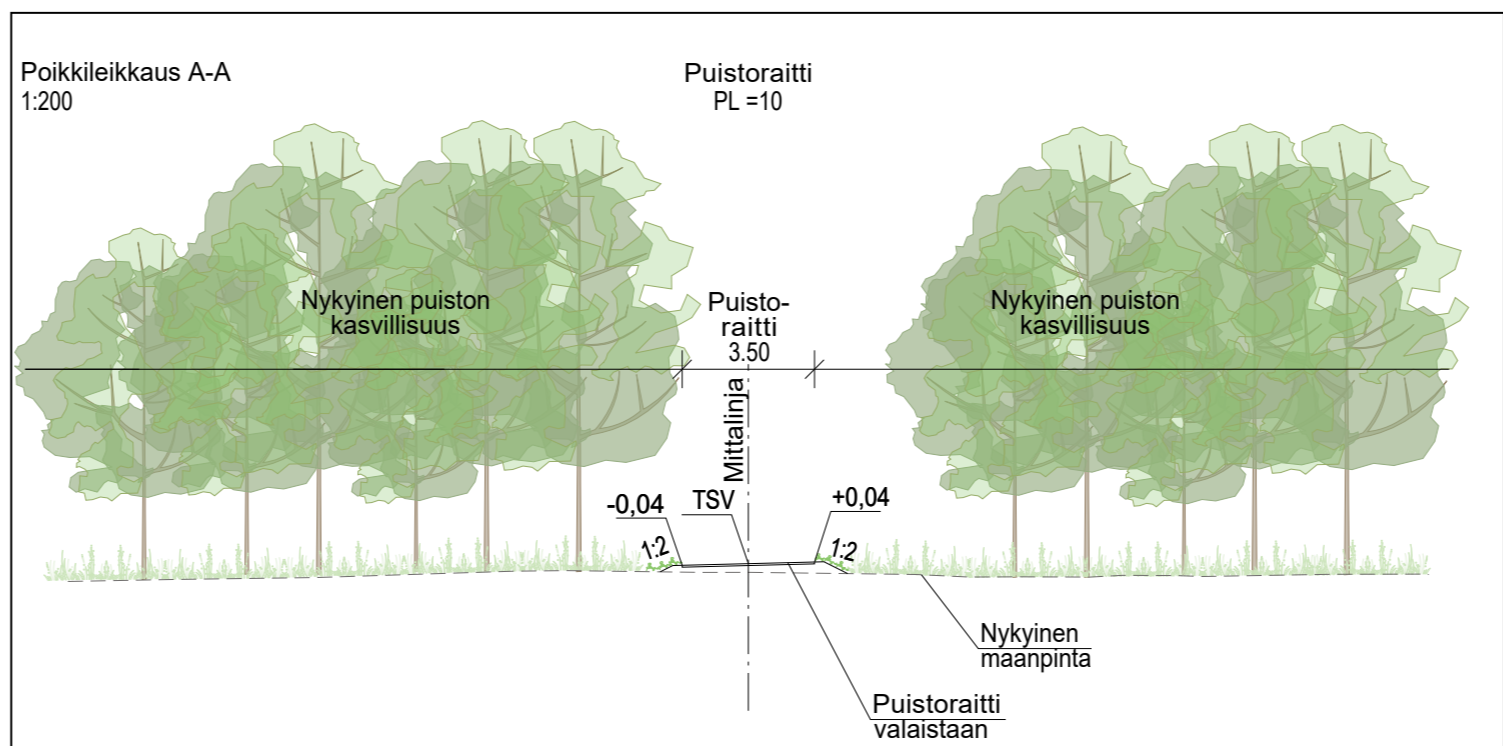 Poikkileikkaus A-A
1:200
Puistoraitti
PL =10
Nykyinen puiston
kasvillisuus
Puisto-
raitti
3.50
Nykyinen puiston
kasvillisuus
Mittalinja
-0,04
TSV
+0,04
1:2
1:2
Nykyinen
maanpinta
Puistoraitti
valaistaan